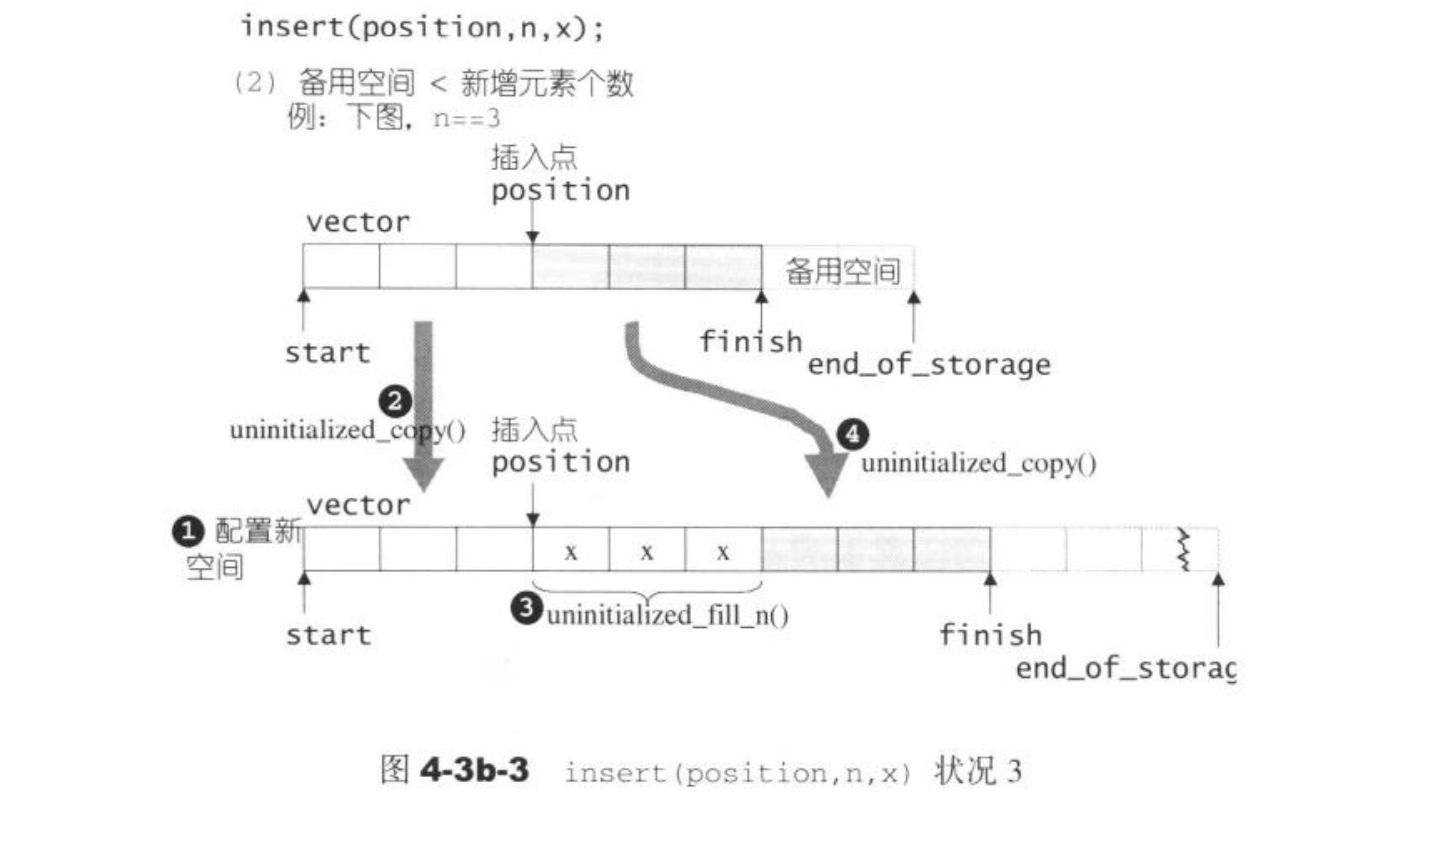 insert(position,n,x);
(2) 备用空间 < 新增元素个数
例：下图，n==3
插入点
position
vector
备用空间
start
finish
end_of_storage
❷
uninitialized_copy()
插入点
position
❹
uninitialized_copy()
vector
❶ 配置新
空间
x x x
❸ uninitialized_fill_n()
start
finish
end_of_storag
图 4-3b-3 insert(position,n,x) 状况 3